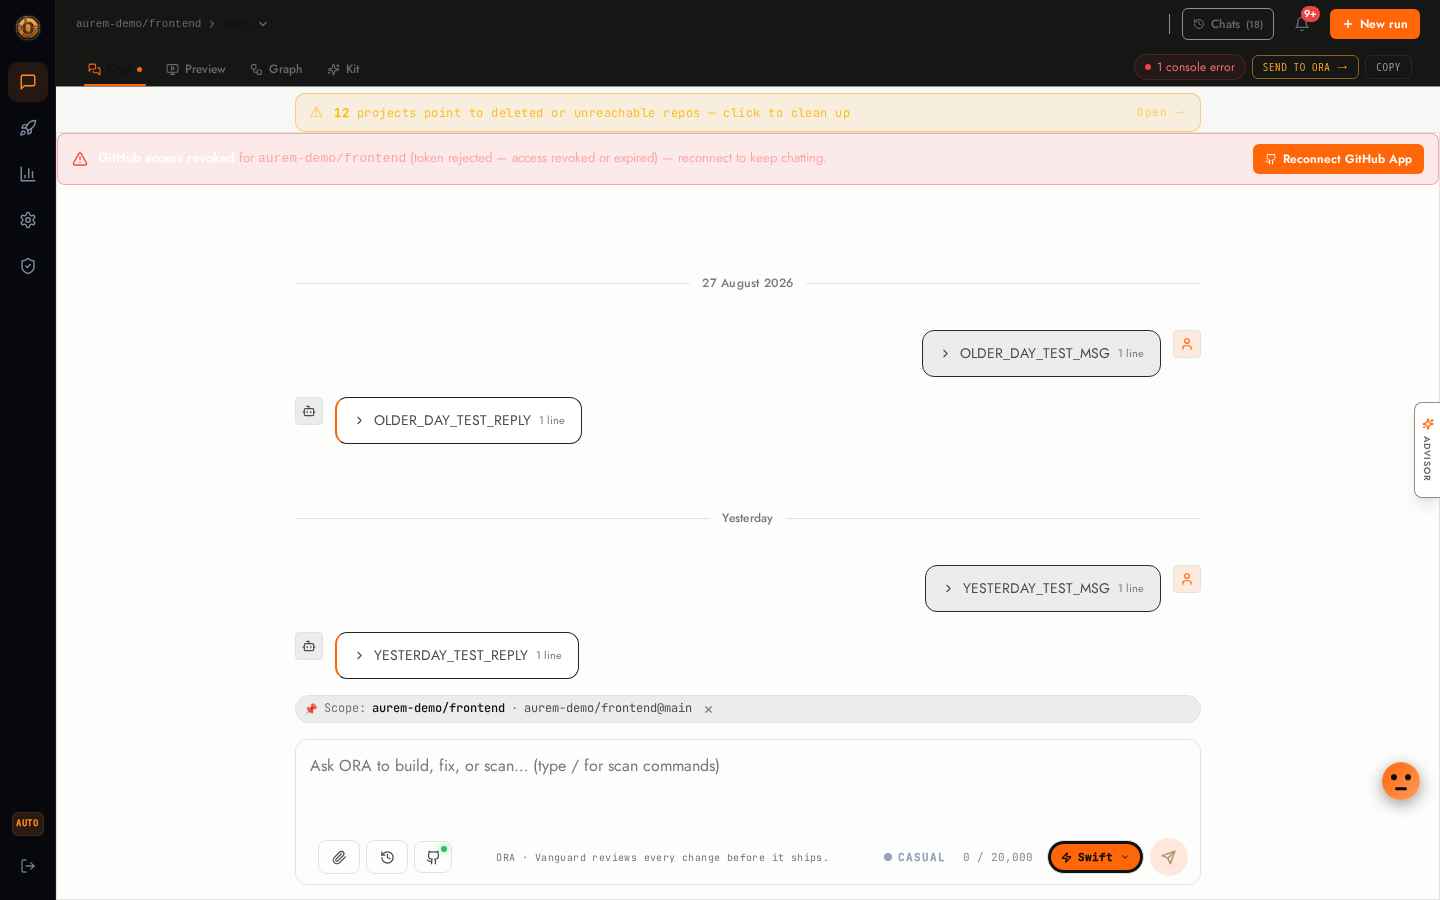 aurem-demo/frontend
Chats (18)
9+
New run
Preview
Graph
Kit
1 console error
SEND TO ORA →
COPY
12 projects point to deleted or unreachable repos — click to clean up
Open →
GitHub access revoked for aurem-demo/frontend (token rejected — access revoked or expired) — reconnect to keep chatting.
Reconnect GitHub App
27 August 2026
OLDER_DAY_TEST_MSG 1 line
OLDER_DAY_TEST_REPLY 1 line
ADVISOR
Yesterday
YESTERDAY_TEST_MSG 1 line
YESTERDAY_TEST_REPLY 1 line
Scope: aurem-demo/frontend · aurem-demo/frontend@main ×
Ask ORA to build, fix, or scan... (type / for scan commands)
AUTO
ORA · Vanguard reviews every change before it ships.
CASUAL
0 / 20,000
Swift